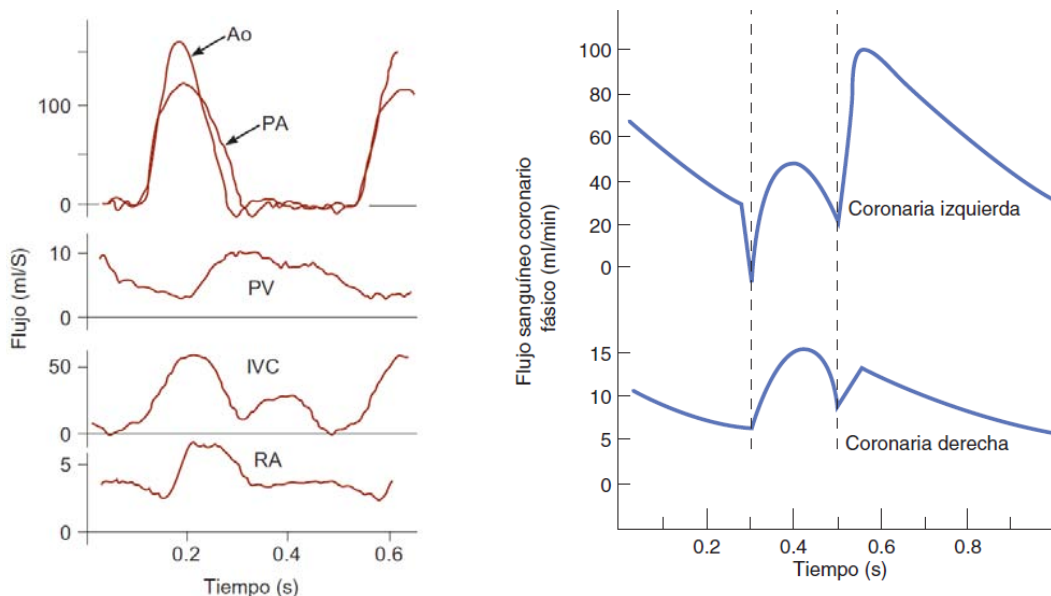 Ao
PA
100
0
10
PV
0
50
IVC
0
RA
5
0
0.2
0.4
0.6
Tiempo (s)
Flujo (ml/S)
100
80
60
40
20
0
Coronaria izquierda
15
10
5
0
Coronaria derecha
0.2
0.4
0.6
0.8
Tiempo (s)
Flujo sanguíneo coronario
fásico (ml/min)